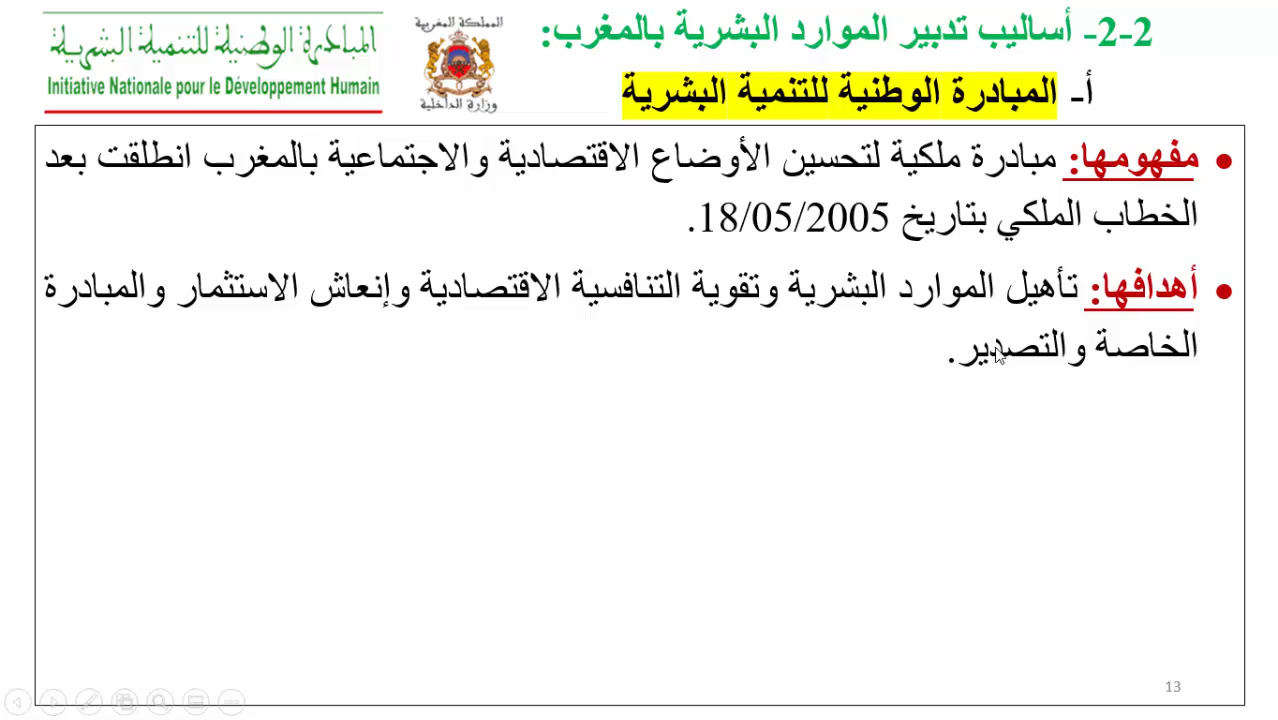 2-2- أساليب تدبير الموارد البشرية بالمغرب:
المملكة المغربية
وزارة الداخلية
المبادرة الوطنية للتنمية البشرية
Initiative Nationale pour le Développement Humain
أ- المبادرة الوطنية للتنمية البشرية
• مفهومها: مبادرة ملكية لتحسين الأوضاع الاقتصادية والاجتماعية بالمغرب انطلقت بعد
الخطاب الملكي بتاريخ 18/05/2005.
• أهدافها: تأهيل الموارد البشرية وتقوية التنافسية الاقتصادية وإنعاش الاستثمار والمبادرة
الخاصة والتصدير.
13